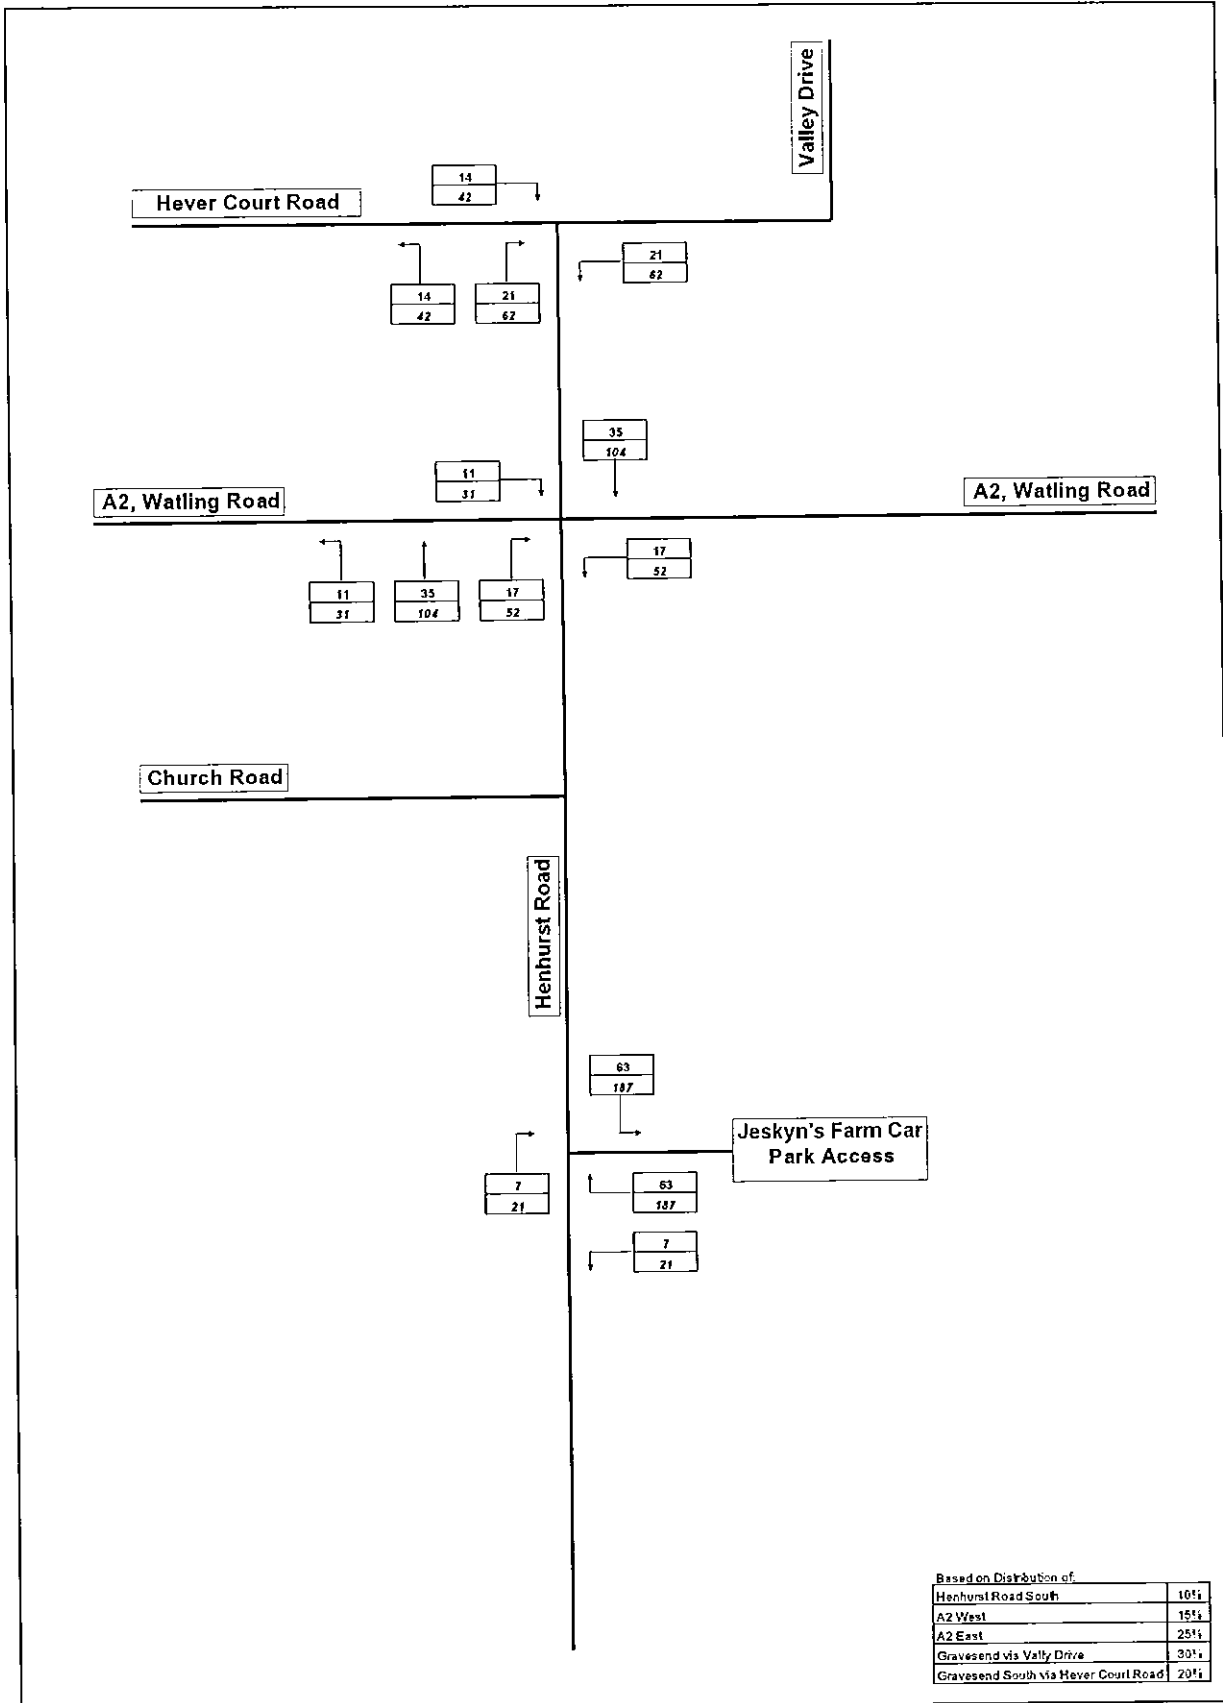 Valley Drive
14
42
Hever Court Road
21
62
14
42
21
62
35
104
11
31
A2, Watling Road
A2, Watling Road
17
52
11
31
35
104
17
52
Church Road
Henhurst Road
63
187
Jeskyn's Farm Car
Park Access
7
21
63
187
7
21
Based on Distribution of:
Henhurst Road South 10%
A2 West 15%
A2 East 25%
Gravesend via Vally Drive 30%
Gravesend South via Hever Court Road 20%